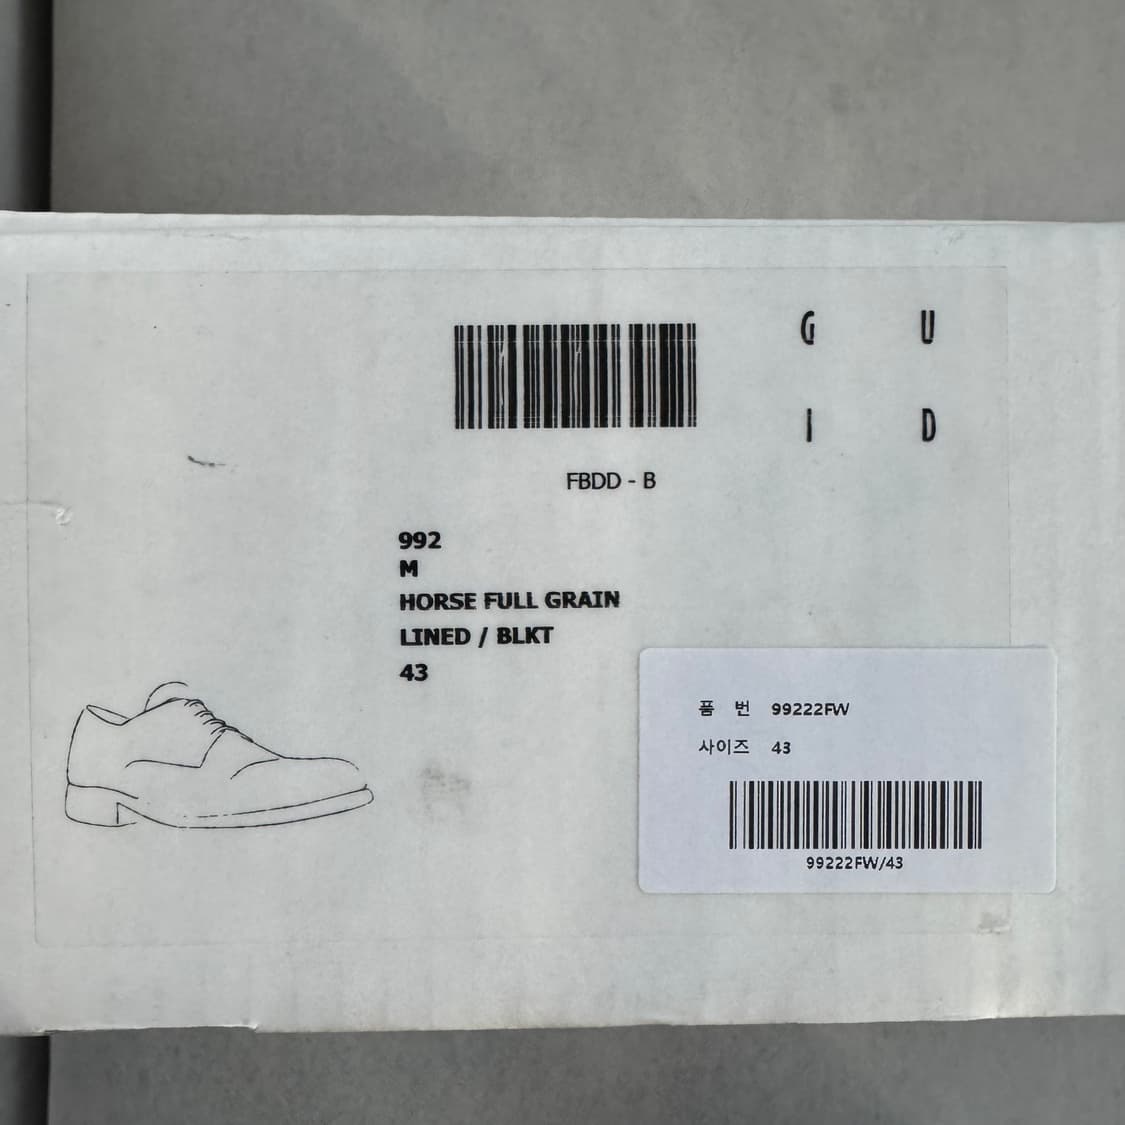 G U
I D
FBDD - B
992
M
HORSE FULL GRAIN
LINED / BLKT
43
품 번 99222FW
사이즈 43
99222FW/43